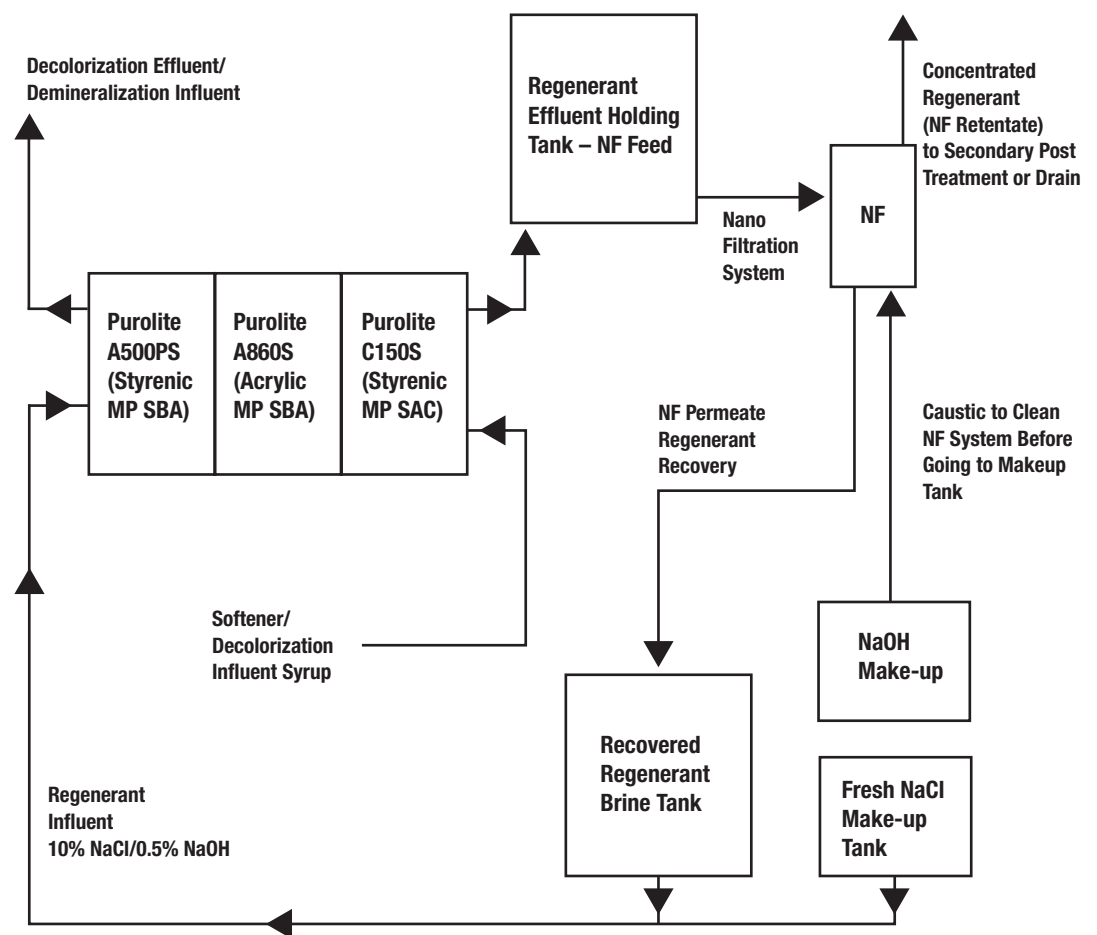 Decolorization Effluent/
Demineralization Influent
Regenerant
Effluent Holding
Tank – NF Feed
Concentrated
Regenerant
(NF Retentate)
to Secondary Post
Treatment or Drain
NF
Nano
Filtration
System
Purolite
A500PS
(Styrenic
MP SBA)
Purolite
A860S
(Acrylic
MP SBA)
Purolite
C150S
(Styrenic
MP SAC)
NF Permeate
Regenerant
Recovery
Caustic to Clean
NF System Before
Going to Makeup
Tank
Softener/
Decolorization
Influent Syrup
NaOH
Make-up
Recovered
Regenerant
Brine Tank
Fresh NaCl
Make-up
Tank
Regenerant
Influent
10% NaCl/0.5% NaOH